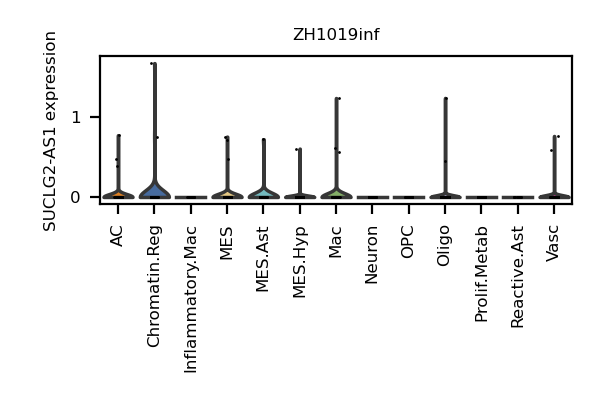 ZH1019inf
SUCLG2-AS1 expression
1
0
AC
Chromatin.Reg
Inflammatory.Mac
MES
MES.Ast
MES.Hyp
Mac
Neuron
OPC
Oligo
Prolif.Metab
Reactive.Ast
Vasc